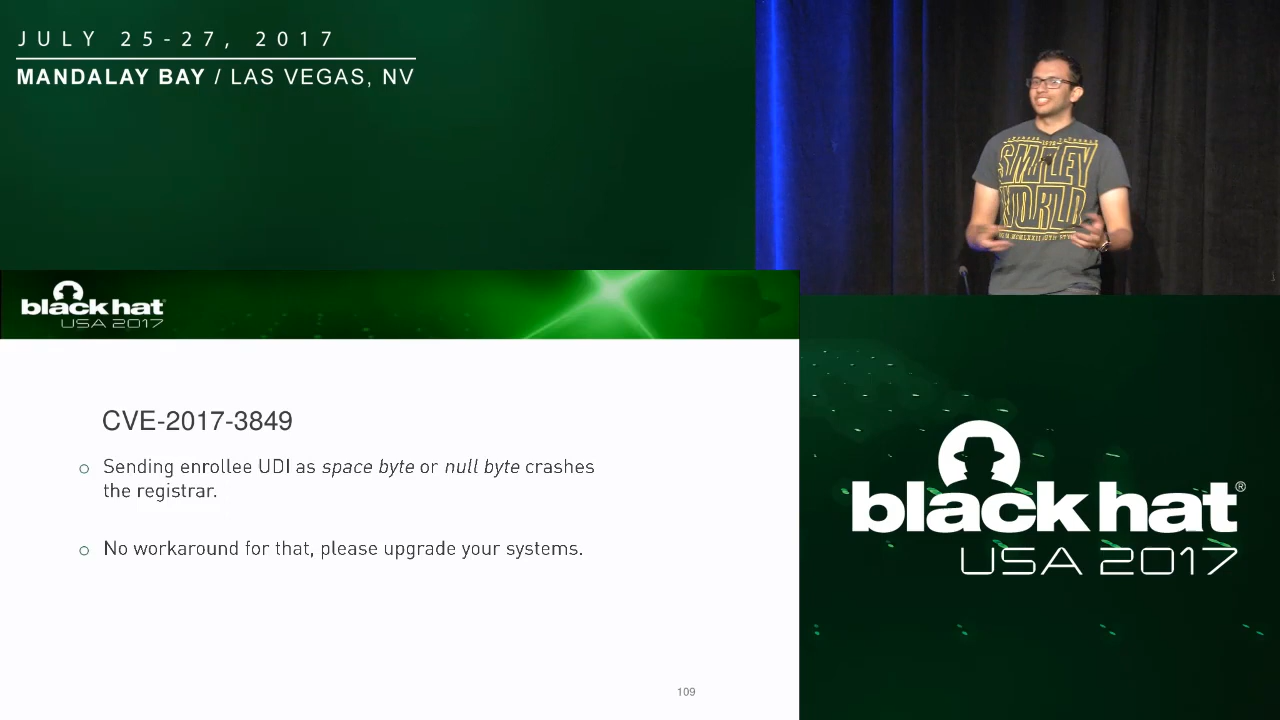 JULY 25-27, 2017
MANDALAY BAY / LAS VEGAS, NV
SMILEY
WORLD
black hat
USA 2017
CVE-2017-3849
Sending enrollee UDI as space byte or null byte crashes
the registrar.
No workaround for that, please upgrade your systems.
109
black hat®
USA 2017